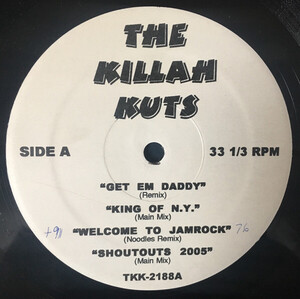 THE
KILLAH
KUTS
SIDE A 33 1/3 RPM
"GET EM DADDY"
(Remix)
"KING OF N.Y."
(Main Mix)
"WELCOME TO JAMROCK" 76
(Noodles Remix)
"SHOUTOUTS 2005"
(Main Mix)
TKK-2188A